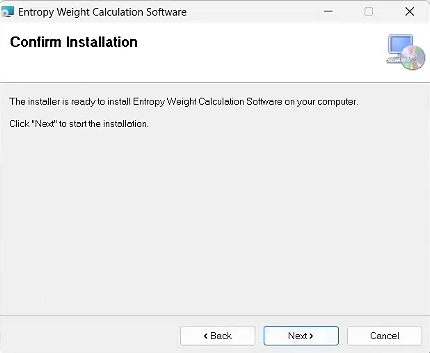 Entropy Weight Calculation Software
Confirm Installation
The installer is ready to install Entropy Weight Calculation Software on your computer.
Click "Next" to start the installation.
< Back
Next >
Cancel